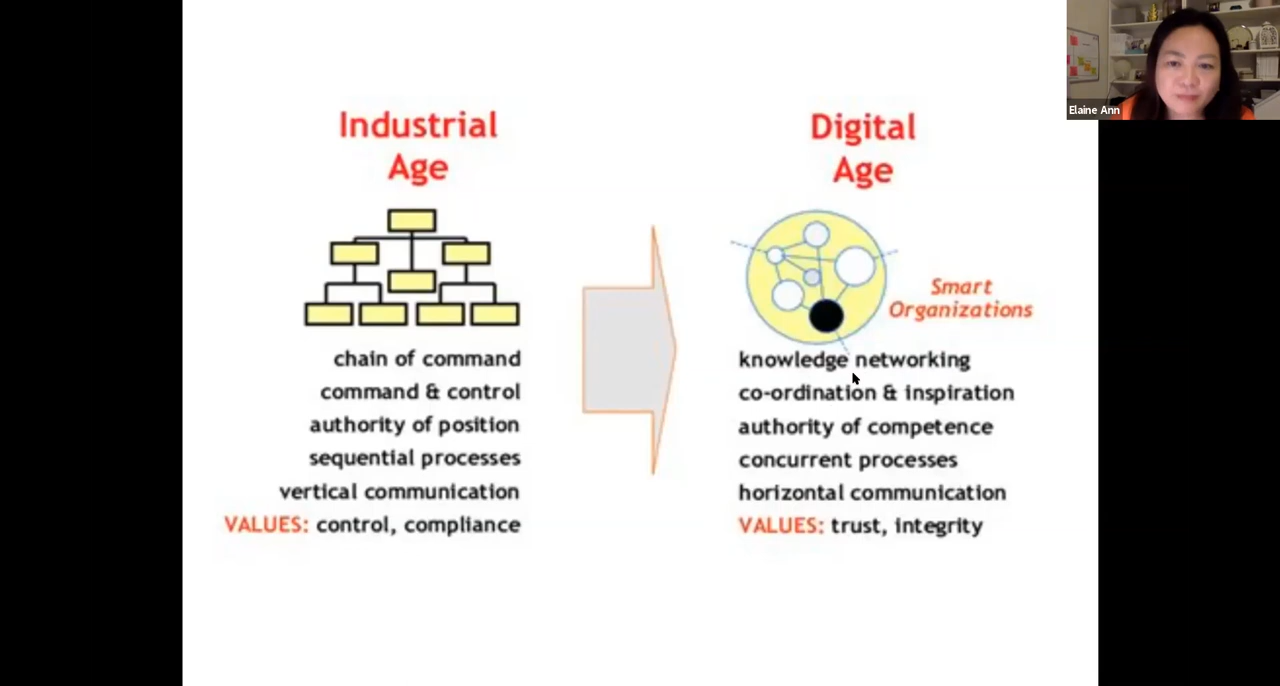 Elaine Ann
Industrial
Age
chain of command
command & control
authority of position
sequential processes
vertical communication
VALUES: control, compliance
Digital
Age
Smart
Organizations
knowledge networking
co-ordination & inspiration
authority of competence
concurrent processes
horizontal communication
VALUES: trust, integrity